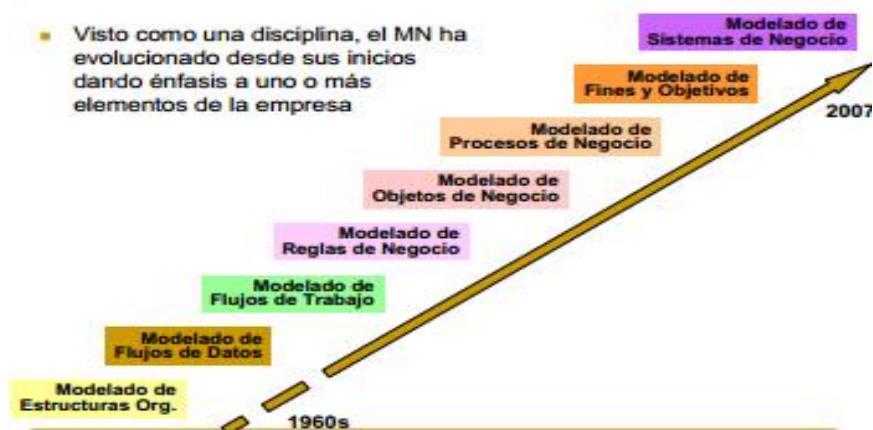 Visto como una disciplina, el MN ha
evolucionado desde sus inicios
dando énfasis a uno o más
elementos de la empresa
Modelado de
Sistemas de Negocio
Modelado de
Fines y Objetivos
2007
Modelado de
Procesos de Negocio
Modelado de
Objetos de Negocio
Modelado de
Reglas de Negocio
Modelado de
Flujos de Trabajo
Modelado de
Flujos de Datos
Modelado de
Estructuras Org.
1960s